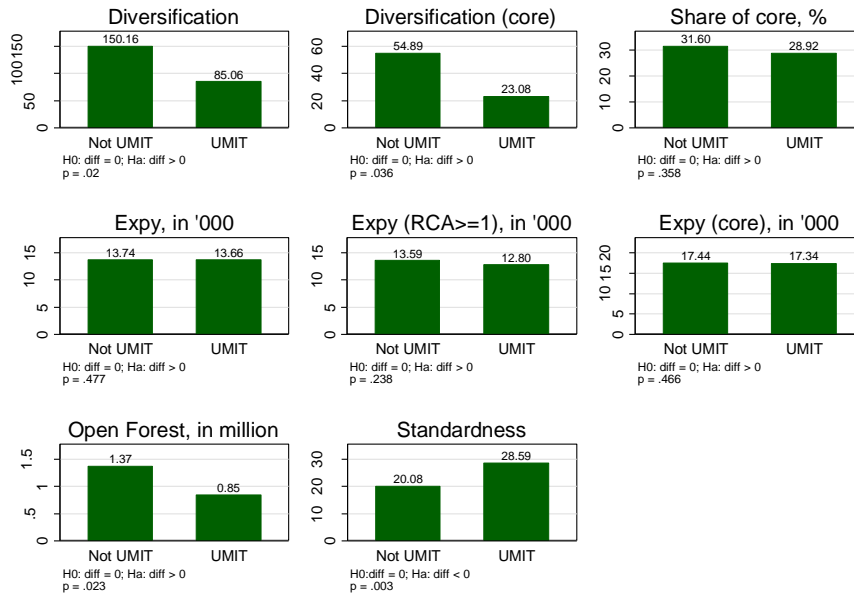 Diversification
150.16
85.06
0 50 100 150
Not UMIT UMIT
H0: diff = 0; Ha: diff > 0
p = .02
Diversification (core)
54.89
23.08
0 20 40 60
Not UMIT UMIT
H0: diff = 0; Ha: diff > 0
p = .036
Share of core, %
31.60
28.92
0 10 20 30
Not UMIT UMIT
H0: diff = 0; Ha: diff > 0
p = .358
Expy, in '000
13.74 13.66
0 5 10 15
Not UMIT UMIT
H0: diff = 0; Ha: diff > 0
p = .477
Expy (RCA>=1), in '000
13.59
12.80
0 5 10 15
Not UMIT UMIT
H0: diff = 0; Ha: diff > 0
p = .238
Expy (core), in '000
17.44 17.34
0 5 10 15 20
Not UMIT UMIT
H0: diff = 0; Ha: diff > 0
p = .466
Open Forest, in million
1.37
0.85
0 .5 1 1.5
Not UMIT UMIT
H0: diff = 0; Ha: diff > 0
p = .023
Standardness
20.08
28.59
0 10 20 30
Not UMIT UMIT
H0:diff = 0; Ha: diff < 0
p = .003